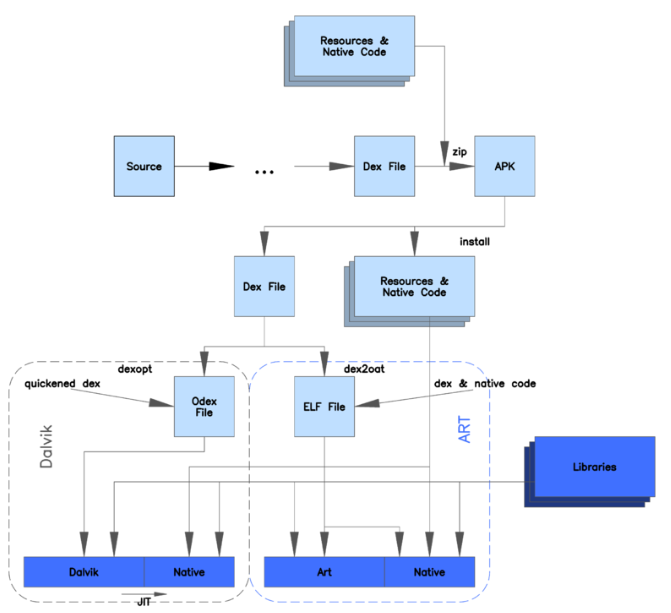 Resources &
Native Code
zip
Source
...
Dex File
APK
install
Dex File
Resources &
Native Code
dexopt
dex2oat
quickened dex
Odex
File
ELF File
dex & native code
Dalvik
ART
Libraries
Dalvik
Native
Art
Native
JIT